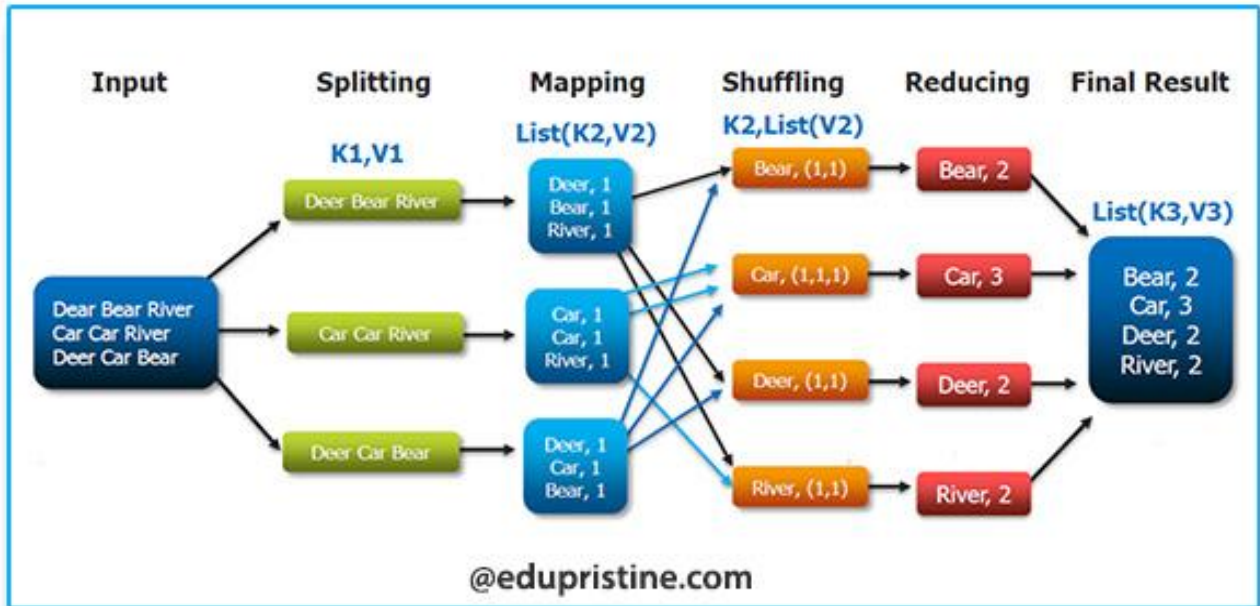 Input
Splitting
Mapping
Shuffling
Reducing
Final Result
K1,V1
List(K2,V2)
K2,List(V2)
List(K3,V3)
Dear Bear River
Car Car River
Deer Car Bear
Deer Bear River
Car Car River
Deer Car Bear
Deer, 1
Bear, 1
River, 1
Car, 1
Car, 1
River, 1
Deer, 1
Car, 1
Bear, 1
Bear, (1,1)
Car, (1,1,1)
Deer, (1,1)
River, (1,1)
Bear, 2
Car, 3
Deer, 2
River, 2
Bear, 2
Car, 3
Deer, 2
River, 2
@edupristine.com